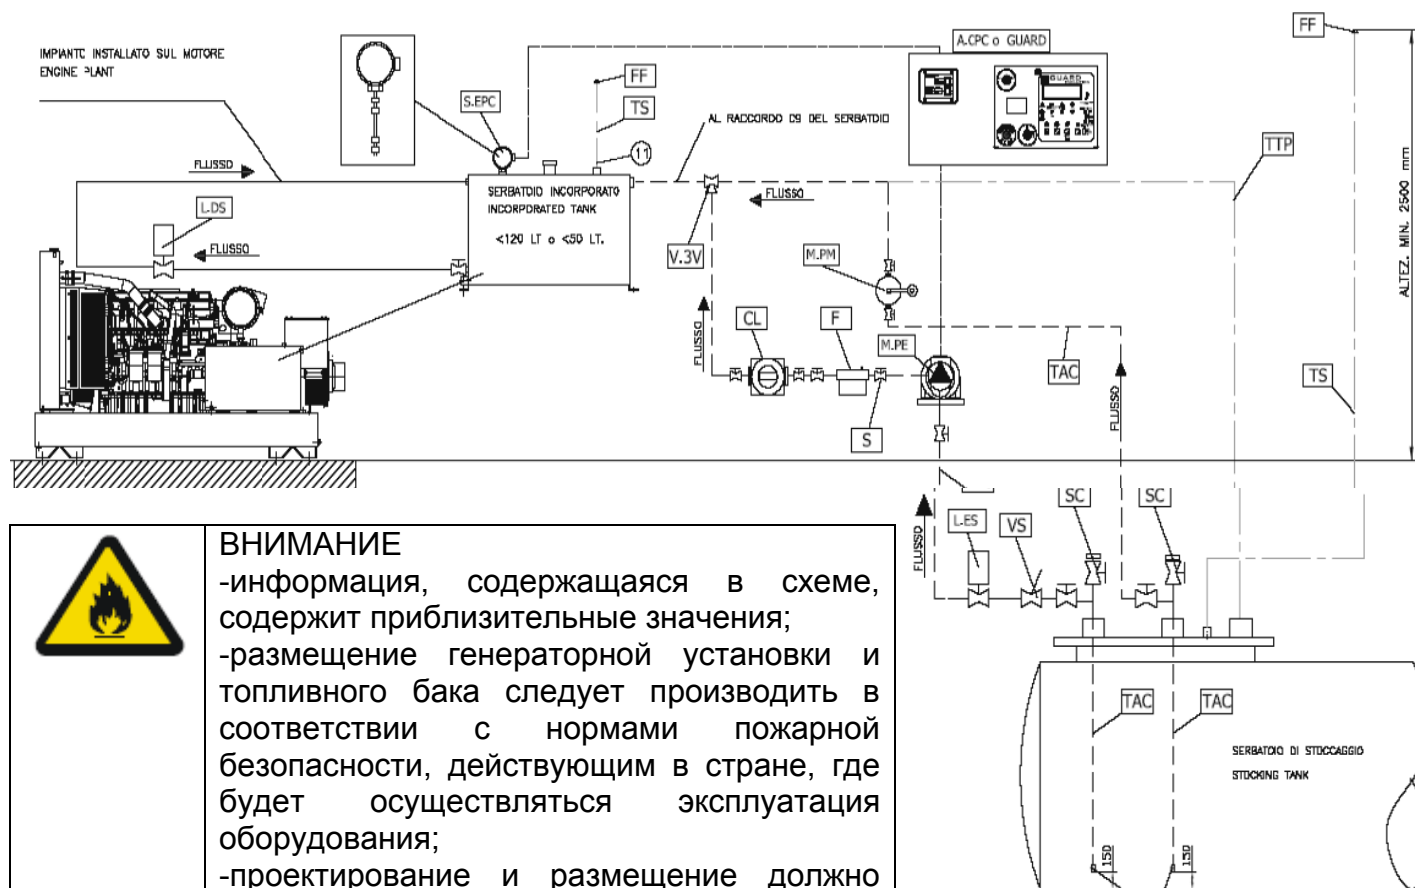 IMPIANTO INSTALLATO SUL MOTORE
ENGINE PLANT
FLUSSO
L.DS
FLUSSO
S.EPC
FF
TS
11
SERBATOIO INCORPORATO
INCORPORATED TANK
<120 LT o <50 LT.
AL RACCORDO D9 DEL SERBATOIO
A.CPC o GUARD
GUARD
FLUSSO
V.3V
M.PM
FLUSSO
CL
F
M.PE
S
TAC
FLUSSO
TTP
FF
ALTEZ. MIN. 2500 mm
TS
FLUSSO
L-ES
VS
SC
SC
TAC
TAC
SERBATOIO DI STOCCAGGIO
STOCKING TANK
150
150
ВНИМАНИЕ
-информация, содержащаяся в схеме,
содержит приблизительные значения;
-размещение генераторной установки и
топливного бака следует производить в
соответствии с нормами пожарной
безопасности, действующим в стране, где
будет осуществляться эксплуатация
оборудования;
-проектирование и размещение должно